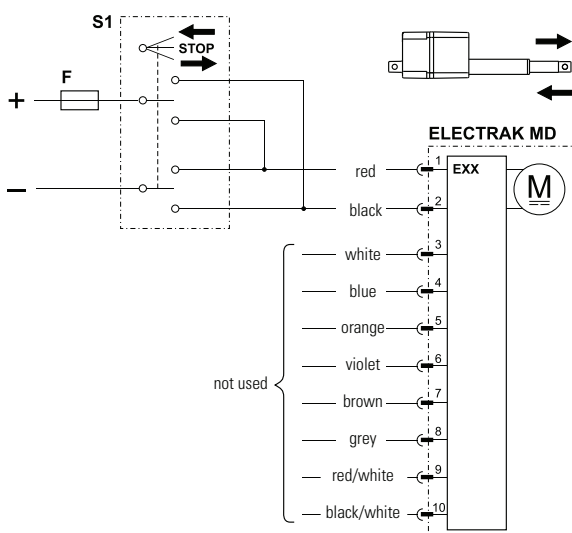 S1
STOP
F
+
−
ELECTRAK MD
red
1
EXX
M
black
2
white
3
blue
4
orange
5
violet
6
not used
brown
7
grey
8
red/white
9
black/white
10